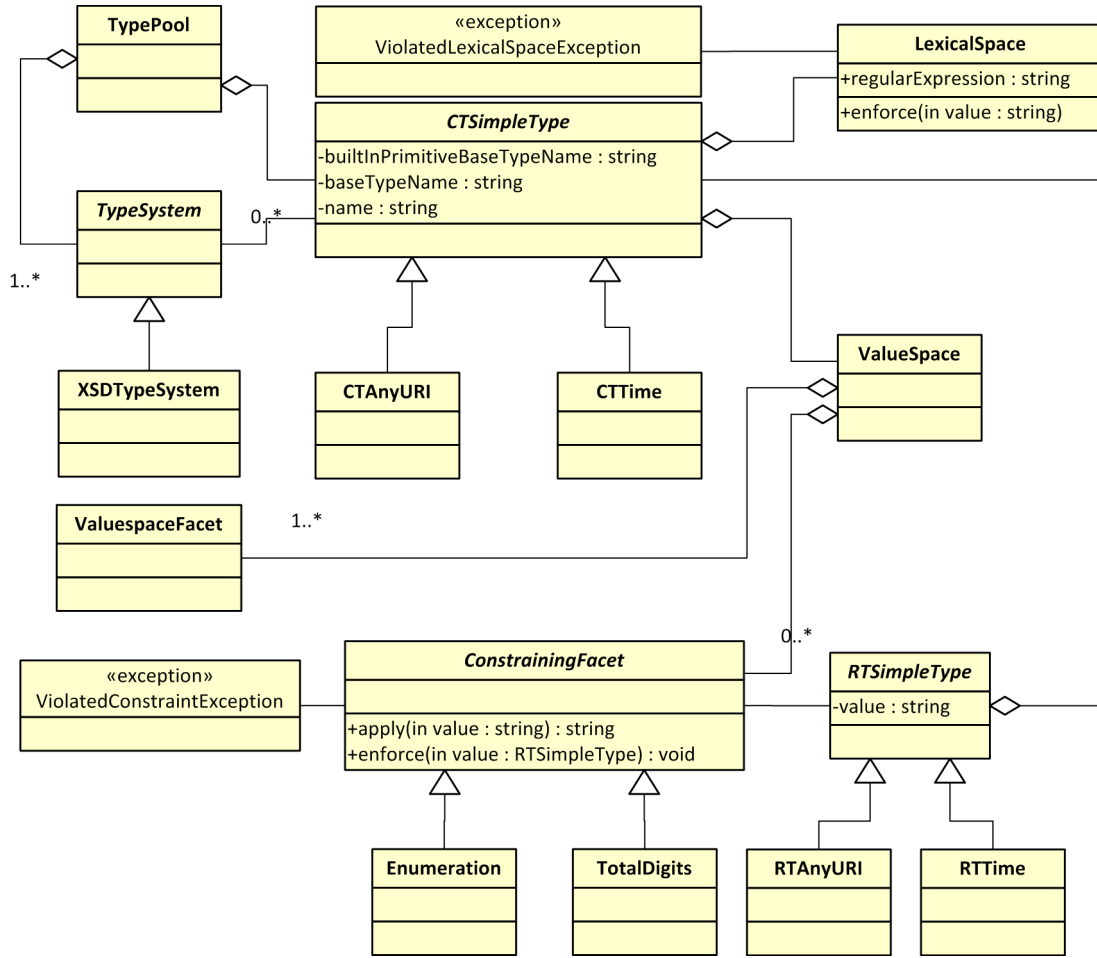 TypePool
«exception»
ViolatedLexicalSpaceException
LexicalSpace
+regularExpression : string
+enforce(in value : string)
CTSimpleType
-builtInPrimitiveBaseTypeName : string
-baseTypeName : string
-name : string
TypeSystem
0..*
1..*
XSDTypeSystem
CTAnyURI
CTTime
ValueSpace
ValuespaceFacet
1..*
0..*
«exception»
ViolatedConstraintException
ConstrainingFacet
+apply(in value : string) : string
+enforce(in value : RTSimpleType) : void
RTSimpleType
-value : string
Enumeration
TotalDigits
RTAnyURI
RTTime